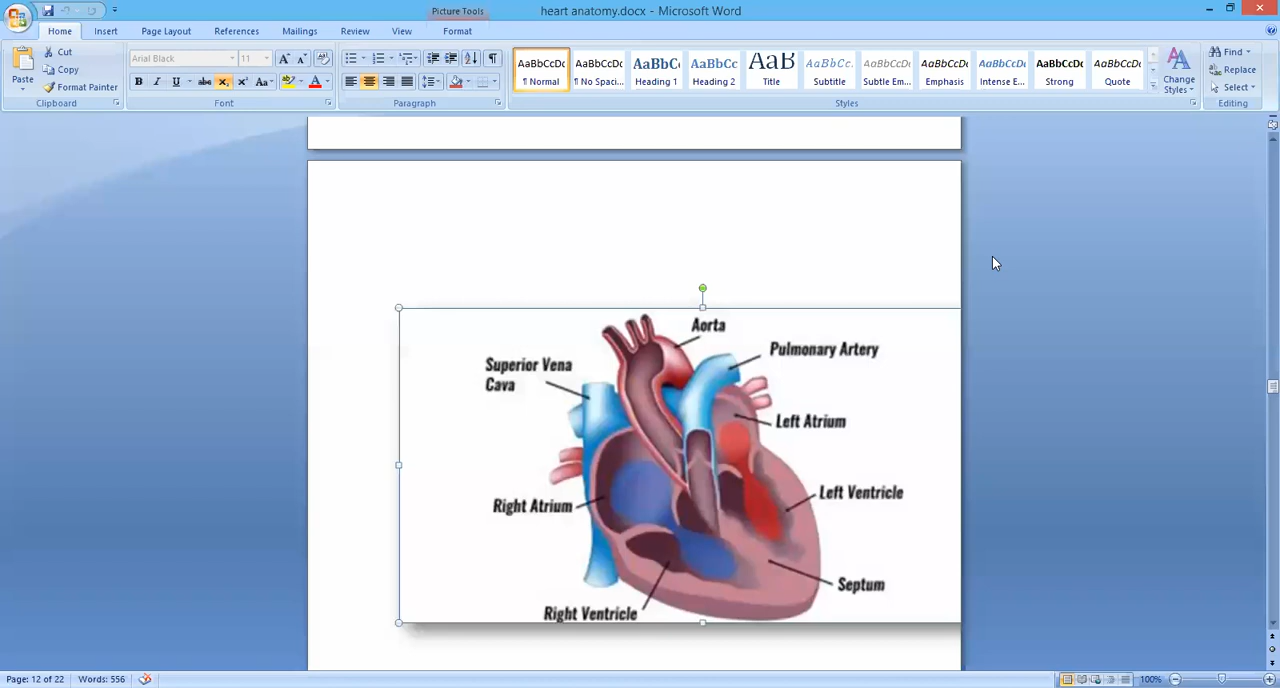 Picture Tools
heart anatomy.docx - Microsoft Word
Home Insert Page Layout References Mailings Review View Format
Paste
Cut
Copy
Format Painter
Clipboard
Arial Black 11
B I U abc x₂ x² Aa
Font
Paragraph
AaBbCcDc AaBbCcDc AaBbC AaBbCc AaB AaBbCc. AaBbCcDc AaBbCcDc AaBbCcDc AaBbCcDc AaBbCcDc
¶ Normal ¶ No Spaci... Heading 1 Heading 2 Title Subtitle Subtle Em... Emphasis Intense E... Strong Quote
Styles
Change
Styles
Find
Replace
Select
Editing
Aorta
Pulmonary Artery
Superior Vena
Cava
Left Atrium
Left Ventricle
Right Atrium
Septum
Right Ventricle
Page: 12 of 22 Words: 556
100%